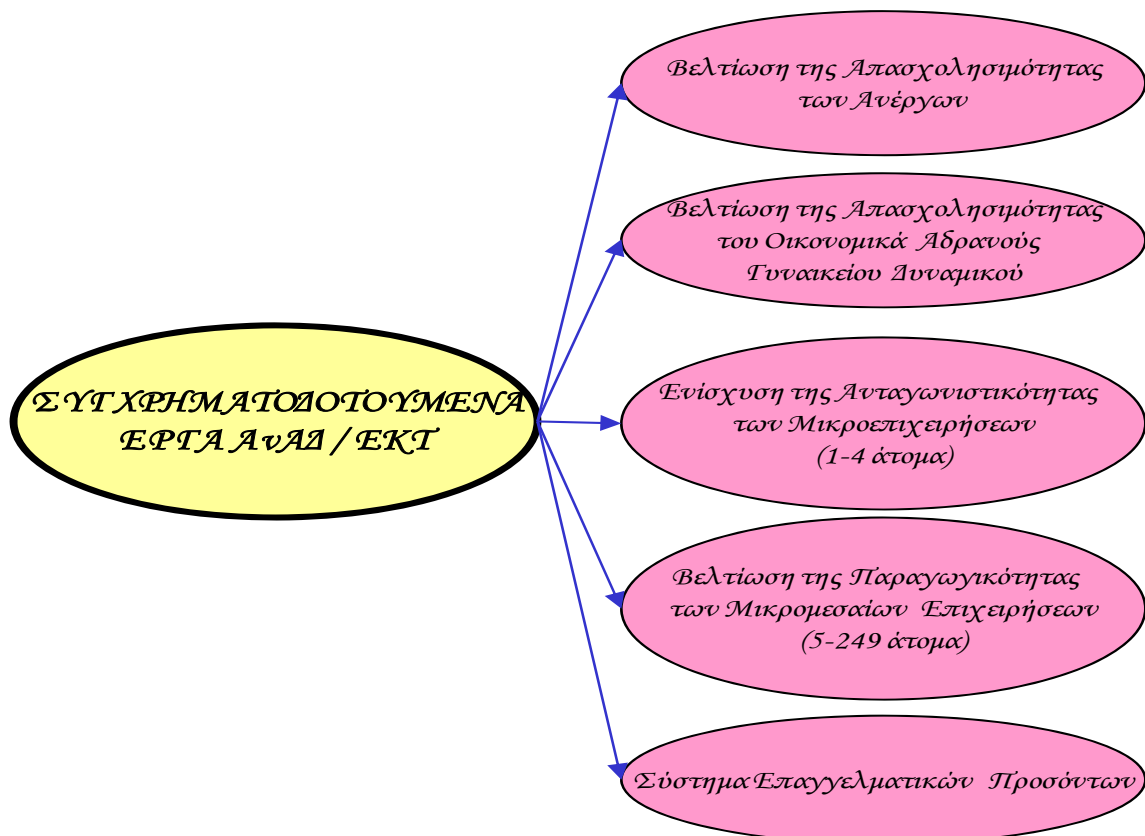 Βελτίωση της Απασχολησιμότητας
των Ανέργων
Βελτίωση της Απασχολησιμότητας
του Οικονομικά Αδρανούς
Γυναικείου Δυναμικού
ΣΥΓΧΡΗΜΑΤΟΔΟΤΟΥΜΕΝΑ
ΕΡΓΑ ΑνΑΔ / ΕΚΤ
Ενίσχυση της Ανταγωνιστικότητας
των Μικροεπιχειρήσεων
(1-4 άτομα)
Βελτίωση της Παραγωγικότητας
των Μικρομεσαίων Επιχειρήσεων
(5-249 άτομα)
Σύστημα Επαγγελματικών Προσόντων